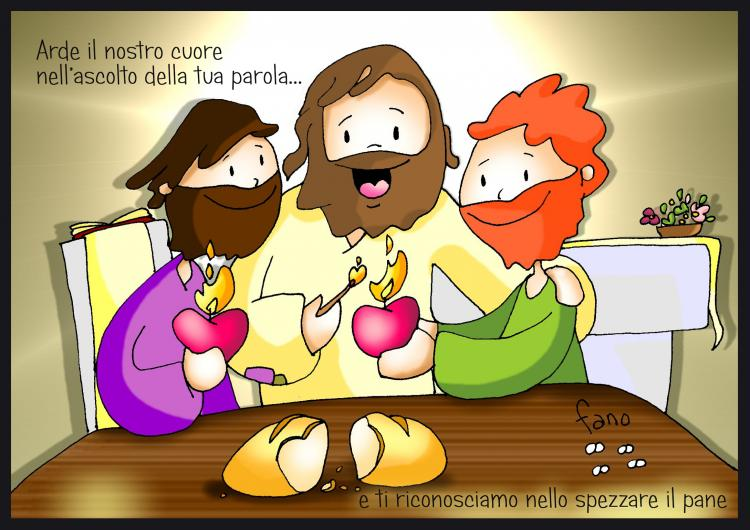 Arde il nostro cuore
nell'ascolto della tua parola...
fano
e ti riconosciamo nello spezzare il pane